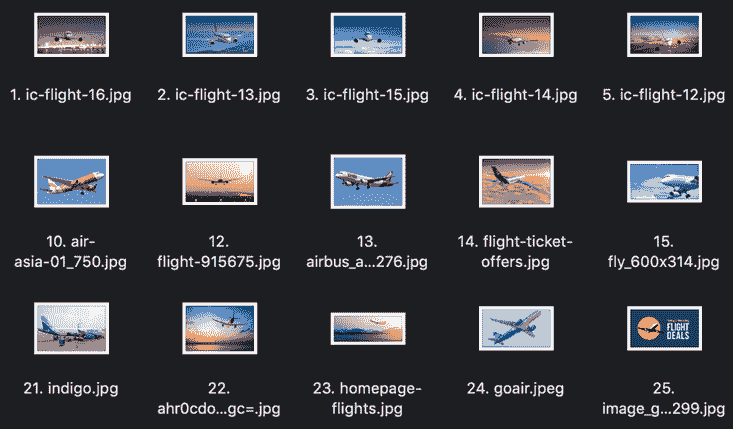 1. ic-flight-16.jpg
2. ic-flight-13.jpg
3. ic-flight-15.jpg
4. ic-flight-14.jpg
5. ic-flight-12.jpg
10. air-
asia-01_750.jpg
12.
flight-915675.jpg
13.
airbus_a...276.jpg
14. flight-ticket-
offers.jpg
15.
fly_600x314.jpg
FLIGHT
DEALS
21. indigo.jpg
22.
ahr0cdo...gc=.jpg
23. homepage-
flights.jpg
24. goair.jpeg
25.
image_g...299.jpg